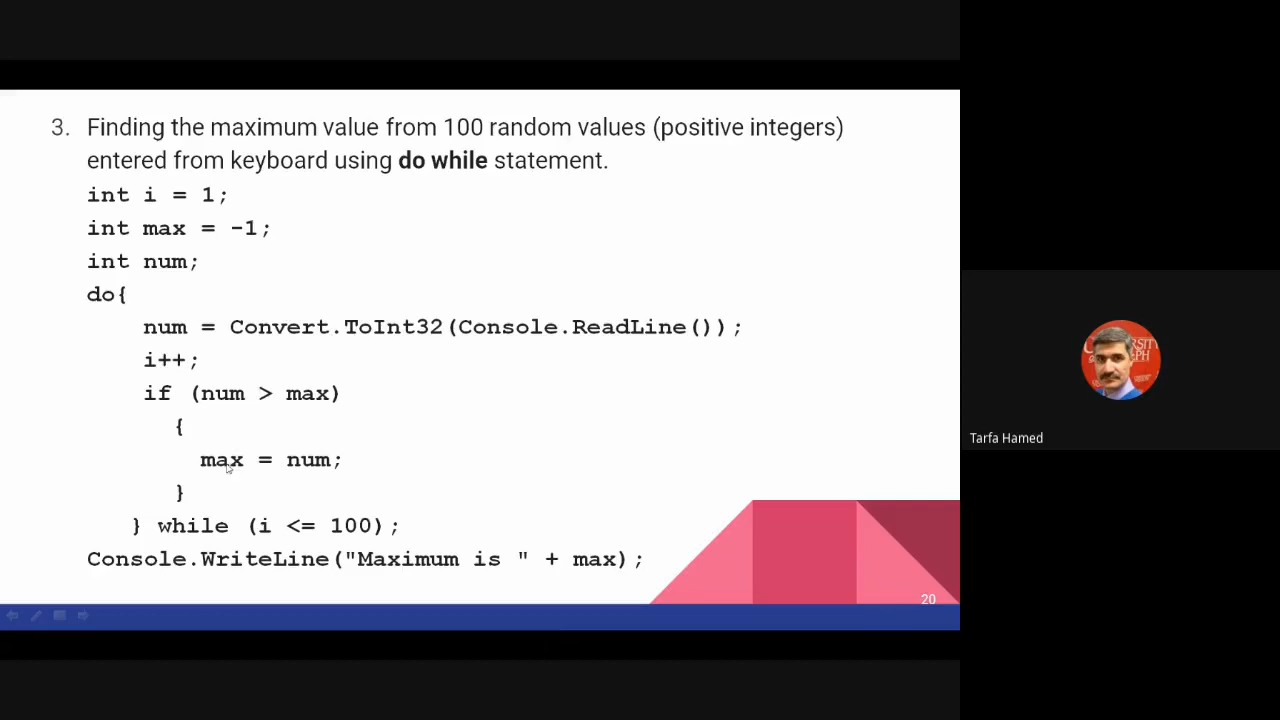 3. Finding the maximum value from 100 random values (positive integers)
entered from keyboard using do while statement.
int i = 1;
int max = -1;
int num;
do{
num = Convert.ToInt32(Console.ReadLine());
i++;
if (num > max)
{
max = num;
}
} while (i <= 100);
Console.WriteLine("Maximum is " + max);
20
Tarfa Hamed